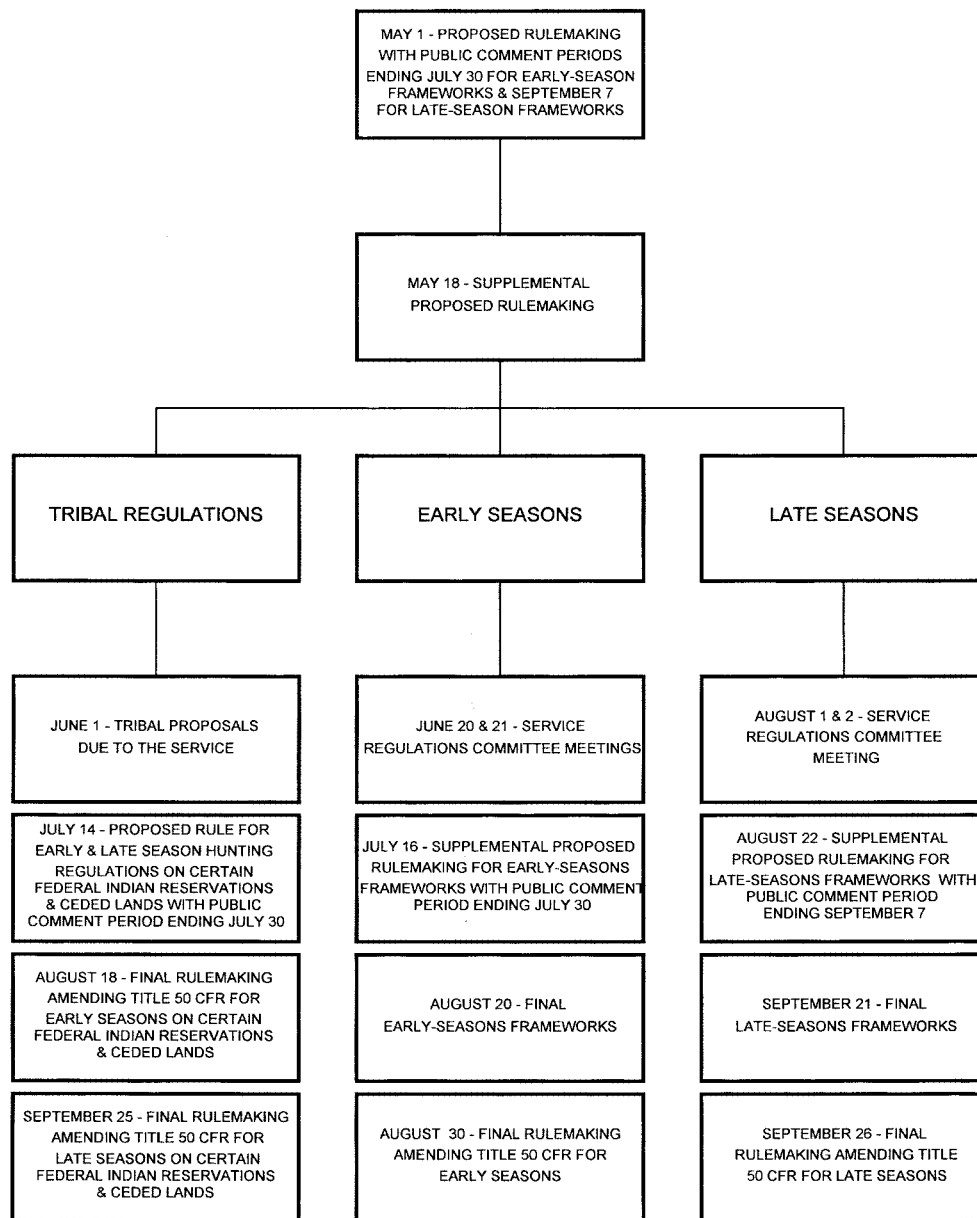 MAY 1 - PROPOSED RULEMAKING
WITH PUBLIC COMMENT PERIODS
ENDING JULY 30 FOR EARLY-SEASON
FRAMEWORKS & SEPTEMBER 7
FOR LATE-SEASON FRAMEWORKS
MAY 18 - SUPPLEMENTAL
PROPOSED RULEMAKING
TRIBAL REGULATIONS
EARLY SEASONS
LATE SEASONS
JUNE 1 - TRIBAL PROPOSALS
DUE TO THE SERVICE
JUNE 20 & 21 - SERVICE
REGULATIONS COMMITTEE MEETINGS
AUGUST 1 & 2 - SERVICE
REGULATIONS COMMITTEE
MEETING
JULY 14 - PROPOSED RULE FOR
EARLY & LATE SEASON HUNTING
REGULATIONS ON CERTAIN
FEDERAL INDIAN RESERVATIONS
& CEDED LANDS WITH PUBLIC
COMMENT PERIOD ENDING JULY 30
JULY 16 - SUPPLEMENTAL PROPOSED
RULEMAKING FOR EARLY-SEASONS
FRAMEWORKS WITH PUBLIC COMMENT
PERIOD ENDING JULY 30
AUGUST 22 - SUPPLEMENTAL
PROPOSED RULEMAKING FOR
LATE-SEASONS FRAMEWORKS WITH
PUBLIC COMMENT PERIOD
ENDING SEPTEMBER 7
AUGUST 18 - FINAL RULEMAKING
AMENDING TITLE 50 CFR FOR
EARLY SEASONS ON CERTAIN
FEDERAL INDIAN RESERVATIONS
& CEDED LANDS
AUGUST 20 - FINAL
EARLY-SEASONS FRAMEWORKS
SEPTEMBER 21 - FINAL
LATE-SEASONS FRAMEWORKS
SEPTEMBER 25 - FINAL RULEMAKING
AMENDING TITLE 50 CFR FOR
LATE SEASONS ON CERTAIN
FEDERAL INDIAN RESERVATIONS
& CEDED LANDS
AUGUST 30 - FINAL RULEMAKING
AMENDING TITLE 50 CFR FOR
EARLY SEASONS
SEPTEMBER 26 - FINAL
RULEMAKING AMENDING TITLE
50 CFR FOR LATE SEASONS